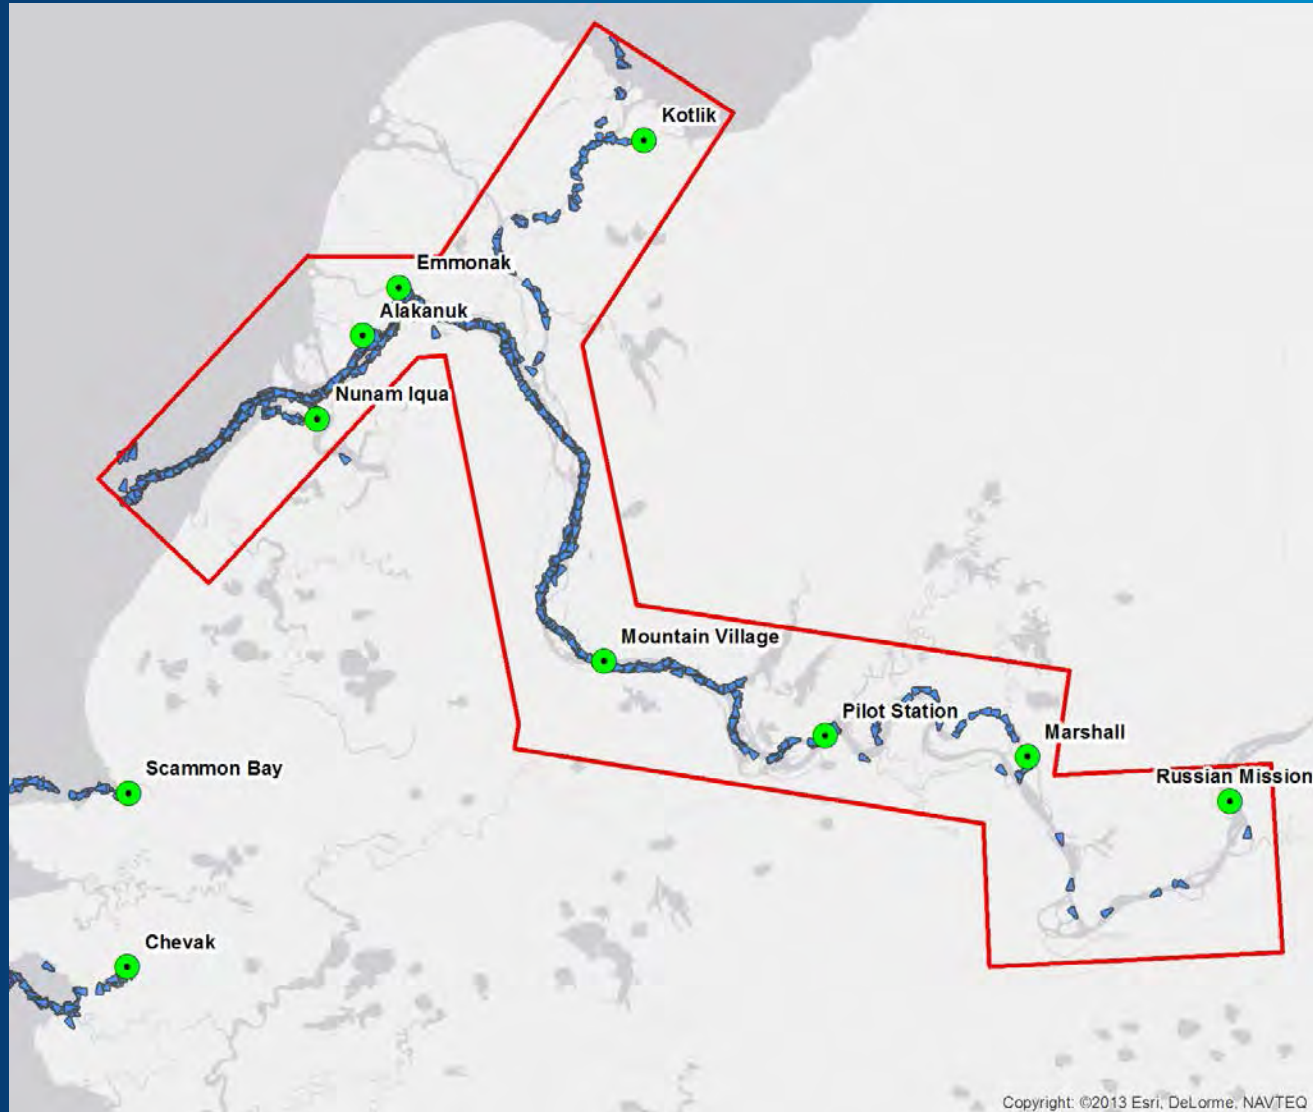 Kotlik
Emmonak
Alakanuk
Nunam Iqua
Mountain Village
Pilot Station
Marshall
Scammon Bay
Russian Mission
Chevak
Copyright: ©2013 Esri, DeLorme, NAVTEQ